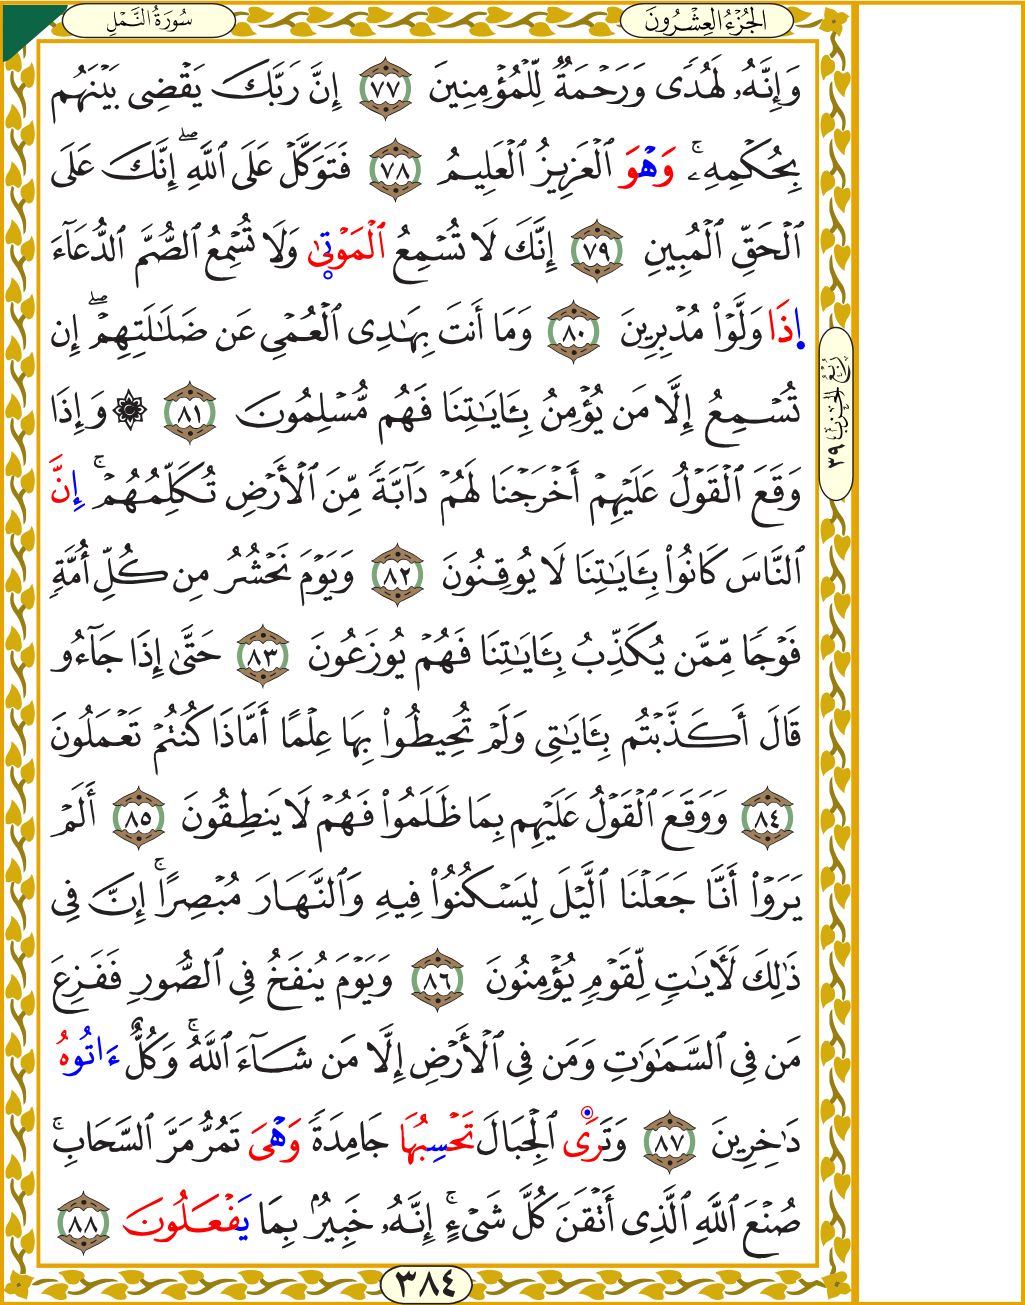 الجُزْءُ العِشْرُونَ
سُورَةُ النَّمْلِ
وَإِنَّهُۥ لَهُدٗى وَرَحۡمَةٞ لِّلۡمُؤۡمِنِينَ ٧٧ إِنَّ رَبَّكَ يَقۡضِي بَيۡنَهُم
بِحُكۡمِهِۦۚ وَهۡوَ ٱلۡعَزِيزُ ٱلۡعَلِيمُ ٧٨ فَتَوَكَّلۡ عَلَى ٱللَّهِۖ إِنَّكَ عَلَى
ٱلۡحَقِّ ٱلۡمُبِينِ ٧٩ إِنَّكَ لَا تُسۡمِعُ ٱلۡمَوۡتىٰ وَلَا تُسۡمِعُ ٱلصُّمَّ ٱلدُّعَآءَ
اِذَا وَلَّوۡاْ مُدۡبِرِينَ ٨٠ وَمَآ أَنتَ بِهَٰدِي ٱلۡعُمۡيِ عَن ضَلَٰلَتِهِمۡۖ إِن
تُسۡمِعُ إِلَّا مَن يُؤۡمِنُ بِـَٔايَٰتِنَا فَهُم مُّسۡلِمُونَ ٨١ ۞ وَإِذَا
وَقَعَ ٱلۡقَوۡلُ عَلَيۡهِمۡ أَخۡرَجۡنَا لَهُمۡ دَآبَّةٗ مِّنَ ٱلۡأَرۡضِ تُكَلِّمُهُمۡۚ إِنَّ
ٱلنَّاسَ كَانُواْ بِـَٔايَٰتِنَا لَا يُوقِنُونَ ٨٢ وَيَوۡمَ نَحۡشُرُ مِن كُلِّ أُمَّةٖ
فَوۡجٗا مِّمَّن يُكَذِّبُ بِـَٔايَٰتِنَا فَهُمۡ يُوزَعُونَ ٨٣ حَتَّىٰٓ إِذَا جَآءُو
قَالَ أَكَذَّبۡتُم بِـَٔايَٰتِي وَلَمۡ تُحِيطُواْ بِهَا عِلۡمًا أَمَّاذَا كُنتُمۡ تَعۡمَلُونَ
٨٤ وَوَقَعَ ٱلۡقَوۡلُ عَلَيۡهِم بِمَا ظَلَمُواْ فَهُمۡ لَا يَنطِقُونَ ٨٥ أَلَمۡ
يَرَوۡاْ أَنَّا جَعَلۡنَا ٱلَّيۡلَ لِيَسۡكُنُواْ فِيهِ وَٱلنَّهَارَ مُبۡصِرًاۚ إِنَّ فِي
ذَٰلِكَ لَأٓيَٰتٖ لِّقَوۡمٖ يُؤۡمِنُونَ ٨٦ وَيَوۡمَ يُنفَخُ فِي ٱلصُّورِ فَفَزِعَ
مَن فِي ٱلسَّمَٰوَٰتِ وَمَن فِي ٱلۡأَرۡضِ إِلَّا مَن شَآءَ ٱللَّهُۚ وَكُلٌّ ءَاتُوهُ
دَٰخِرِينَ ٨٧ وَتَرَى ٱلۡجِبَالَ تَحۡسِبُهَا جَامِدَةٗ وَهۡيَ تَمُرُّ مَرَّ ٱلسَّحَابِۚ
صُنۡعَ ٱللَّهِ ٱلَّذِيٓ أَتۡقَنَ كُلَّ شَيۡءٍۚ إِنَّهُۥ خَبِيرُۢ بِمَا يَفۡعَلُونَ ٨٨
رُبْعُ الحِزْبِ ٣٩
٣٨٤